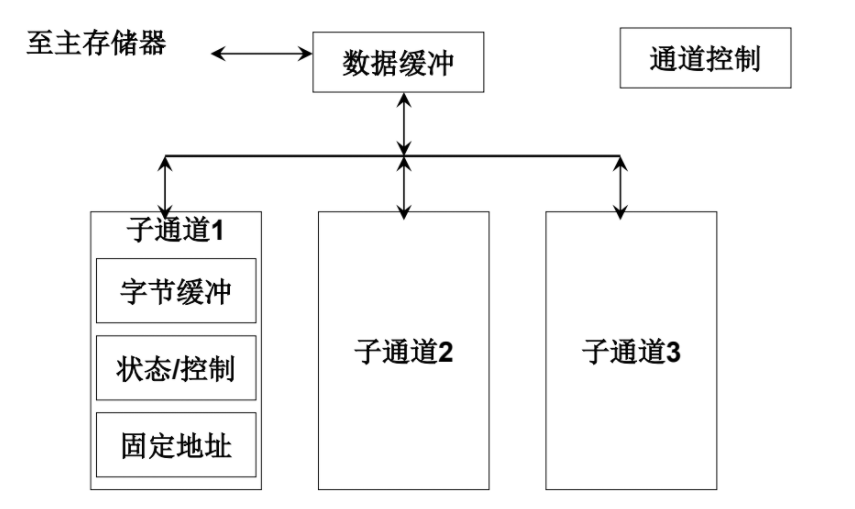 至主存储器
数据缓冲
通道控制
子通道1
字节缓冲
状态/控制
固定地址
子通道2
子通道3